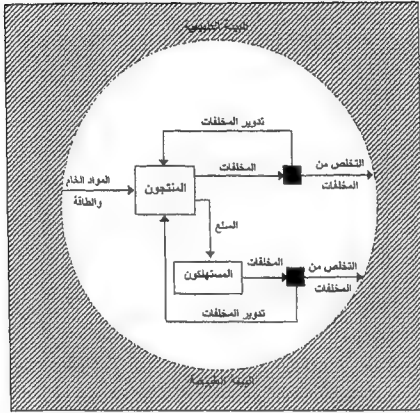 البيئة الطبيعية
تدوير المخلفات
المواد الخام
والطاقة
المنتجون
المخلفات
التخلص من
المخلفات
السلع
المستهلكون
المخلفات
التخلص من
المخلفات
تدوير المخلفات
البيئة الطبيعية